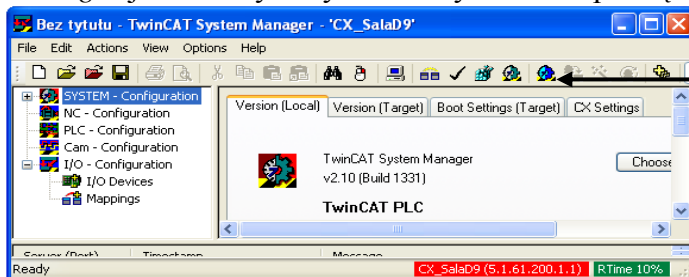 Bez tytułu - TwinCAT System Manager - 'CX_SalaD9'
File Edit Actions View Options Help
SYSTEM - Configuration
NC - Configuration
PLC - Configuration
Cam - Configuration
I/O - Configuration
I/O Devices
Mappings
Version (Local) Version (Target) Boot Settings (Target) CX Settings
TwinCAT System Manager
v2.10 (Build 1331)
Choose
TwinCAT PLC
Server (Port) Timestamp Message
Ready CX_SalaD9 (5.1.61.200.1.1) RTime 10%